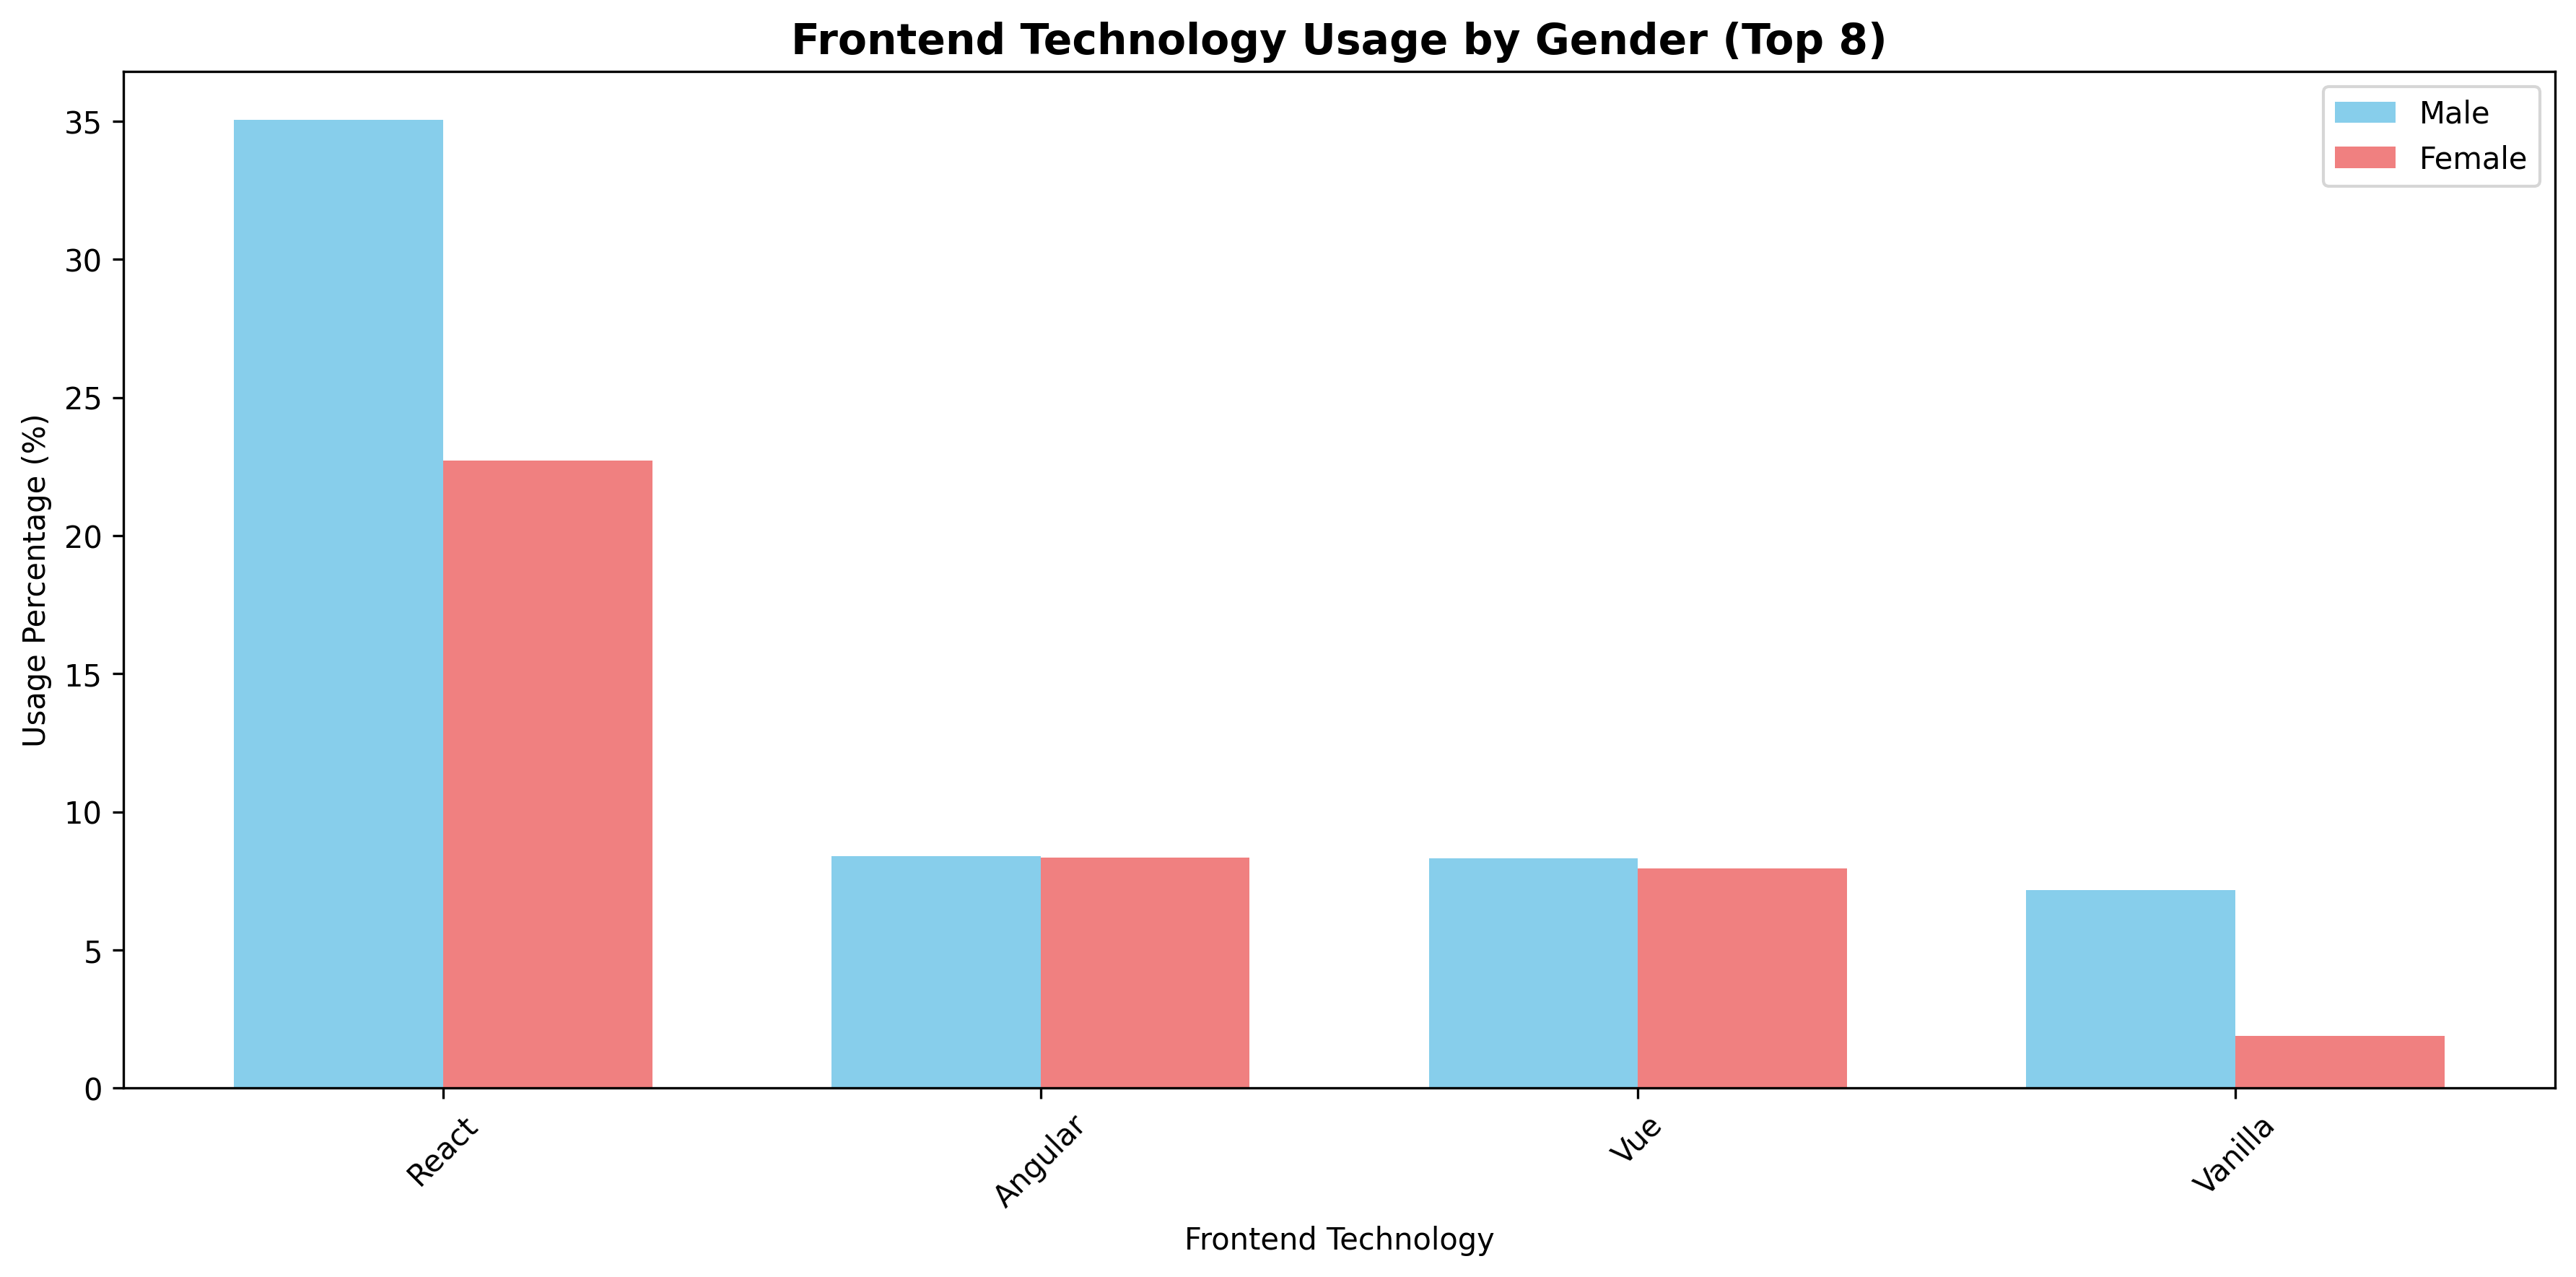 Frontend Technology Usage by Gender (Top 8)
Male
Female
Usage Percentage (%)
35
30
25
20
15
10
5
0
React
Angular
Vue
Vanilla
Frontend Technology